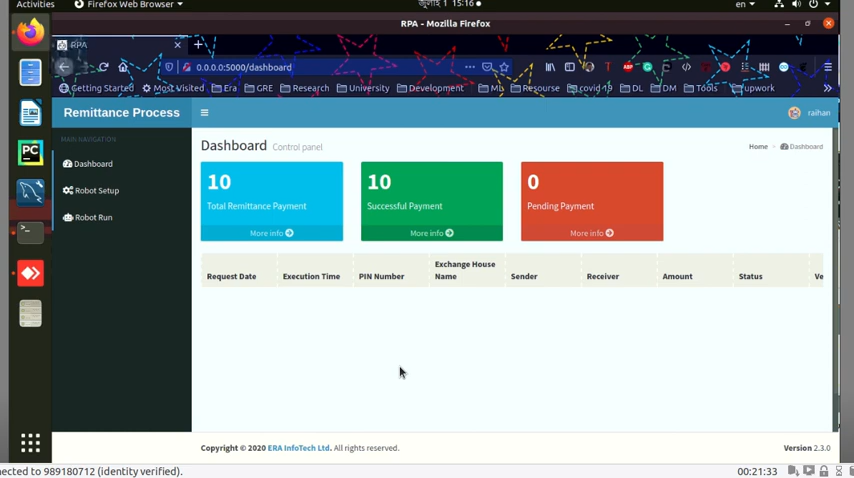 Activities Firefox Web Browser জুলাই 1 15:16 en
RPA - Mozilla Firefox
RPA
0.0.0.0:5000/dashboard
Getting Started Most Visited Era GRE Research University Development ML Resourse covid 19 DL DM Tools upwork
Remittance Process raihan
MAIN NAVIGATION
Dashboard
Robot Setup
Robot Run
Dashboard Control panel
Home > Dashboard
10
Total Remittance Payment
More info
10
Successful Payment
More info
0
Pending Payment
More info
Request Date Execution Time PIN Number Exchange House
Name Sender Receiver Amount Status Ve
Copyright © 2020 ERA InfoTech Ltd. All rights reserved. Version 2.3.0
nected to 989180712 (identity verified). 00:21:33